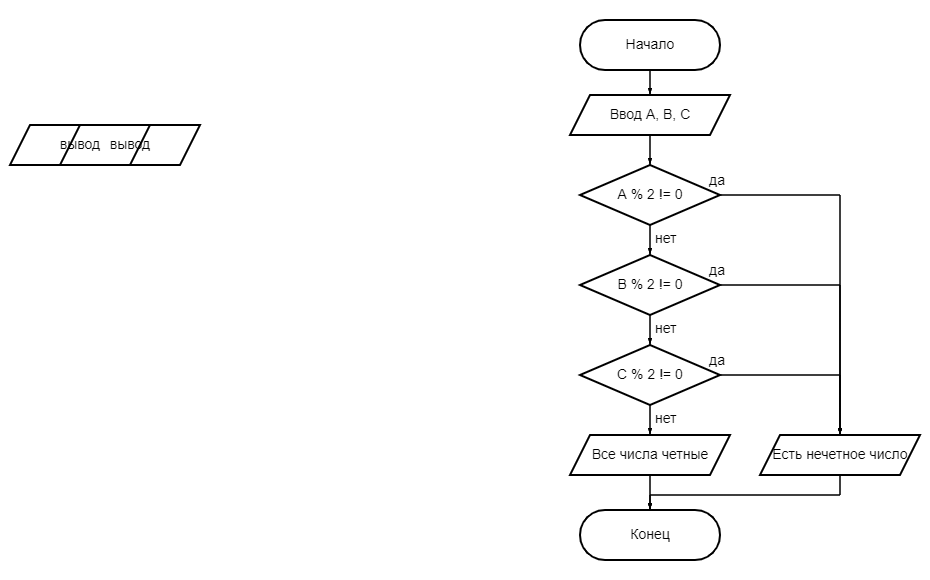 Начало
Ввод A, B, C
вывод вывод
A % 2 != 0
да
нет
B % 2 != 0
да
нет
C % 2 != 0
да
нет
Все числа четные
Есть нечетное число
Конец